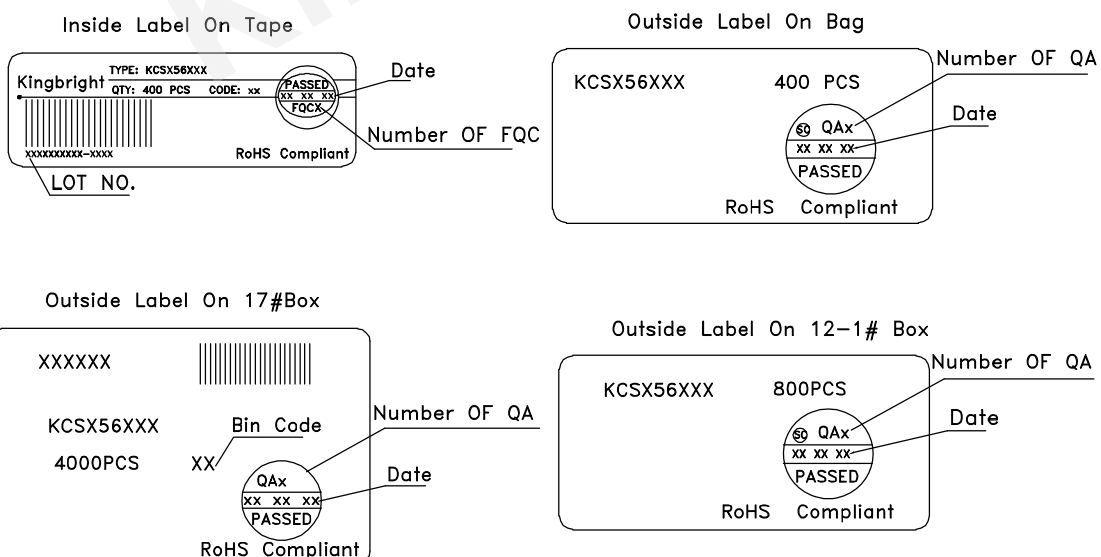 Inside Label On Tape
Kingbright
TYPE: KCSX56XXX
QTY: 400 PCS CODE: xx
PASSED
xx xx xx
FQCX
xxxxxxxxxx-xxxx
RoHS Compliant
Date
Number OF FQC
LOT NO.
Outside Label On Bag
KCSX56XXX 400 PCS
SC QAx
xx xx xx
PASSED
RoHS Compliant
Number OF QA
Date
Outside Label On 17#Box
XXXXXX
KCSX56XXX
4000PCS
Bin Code
XX
QAx
xx xx xx
PASSED
RoHS Compliant
Number OF QA
Date
Outside Label On 12-1# Box
KCSX56XXX 800PCS
SC QAx
xx xx xx
PASSED
RoHS Compliant
Number OF QA
Date